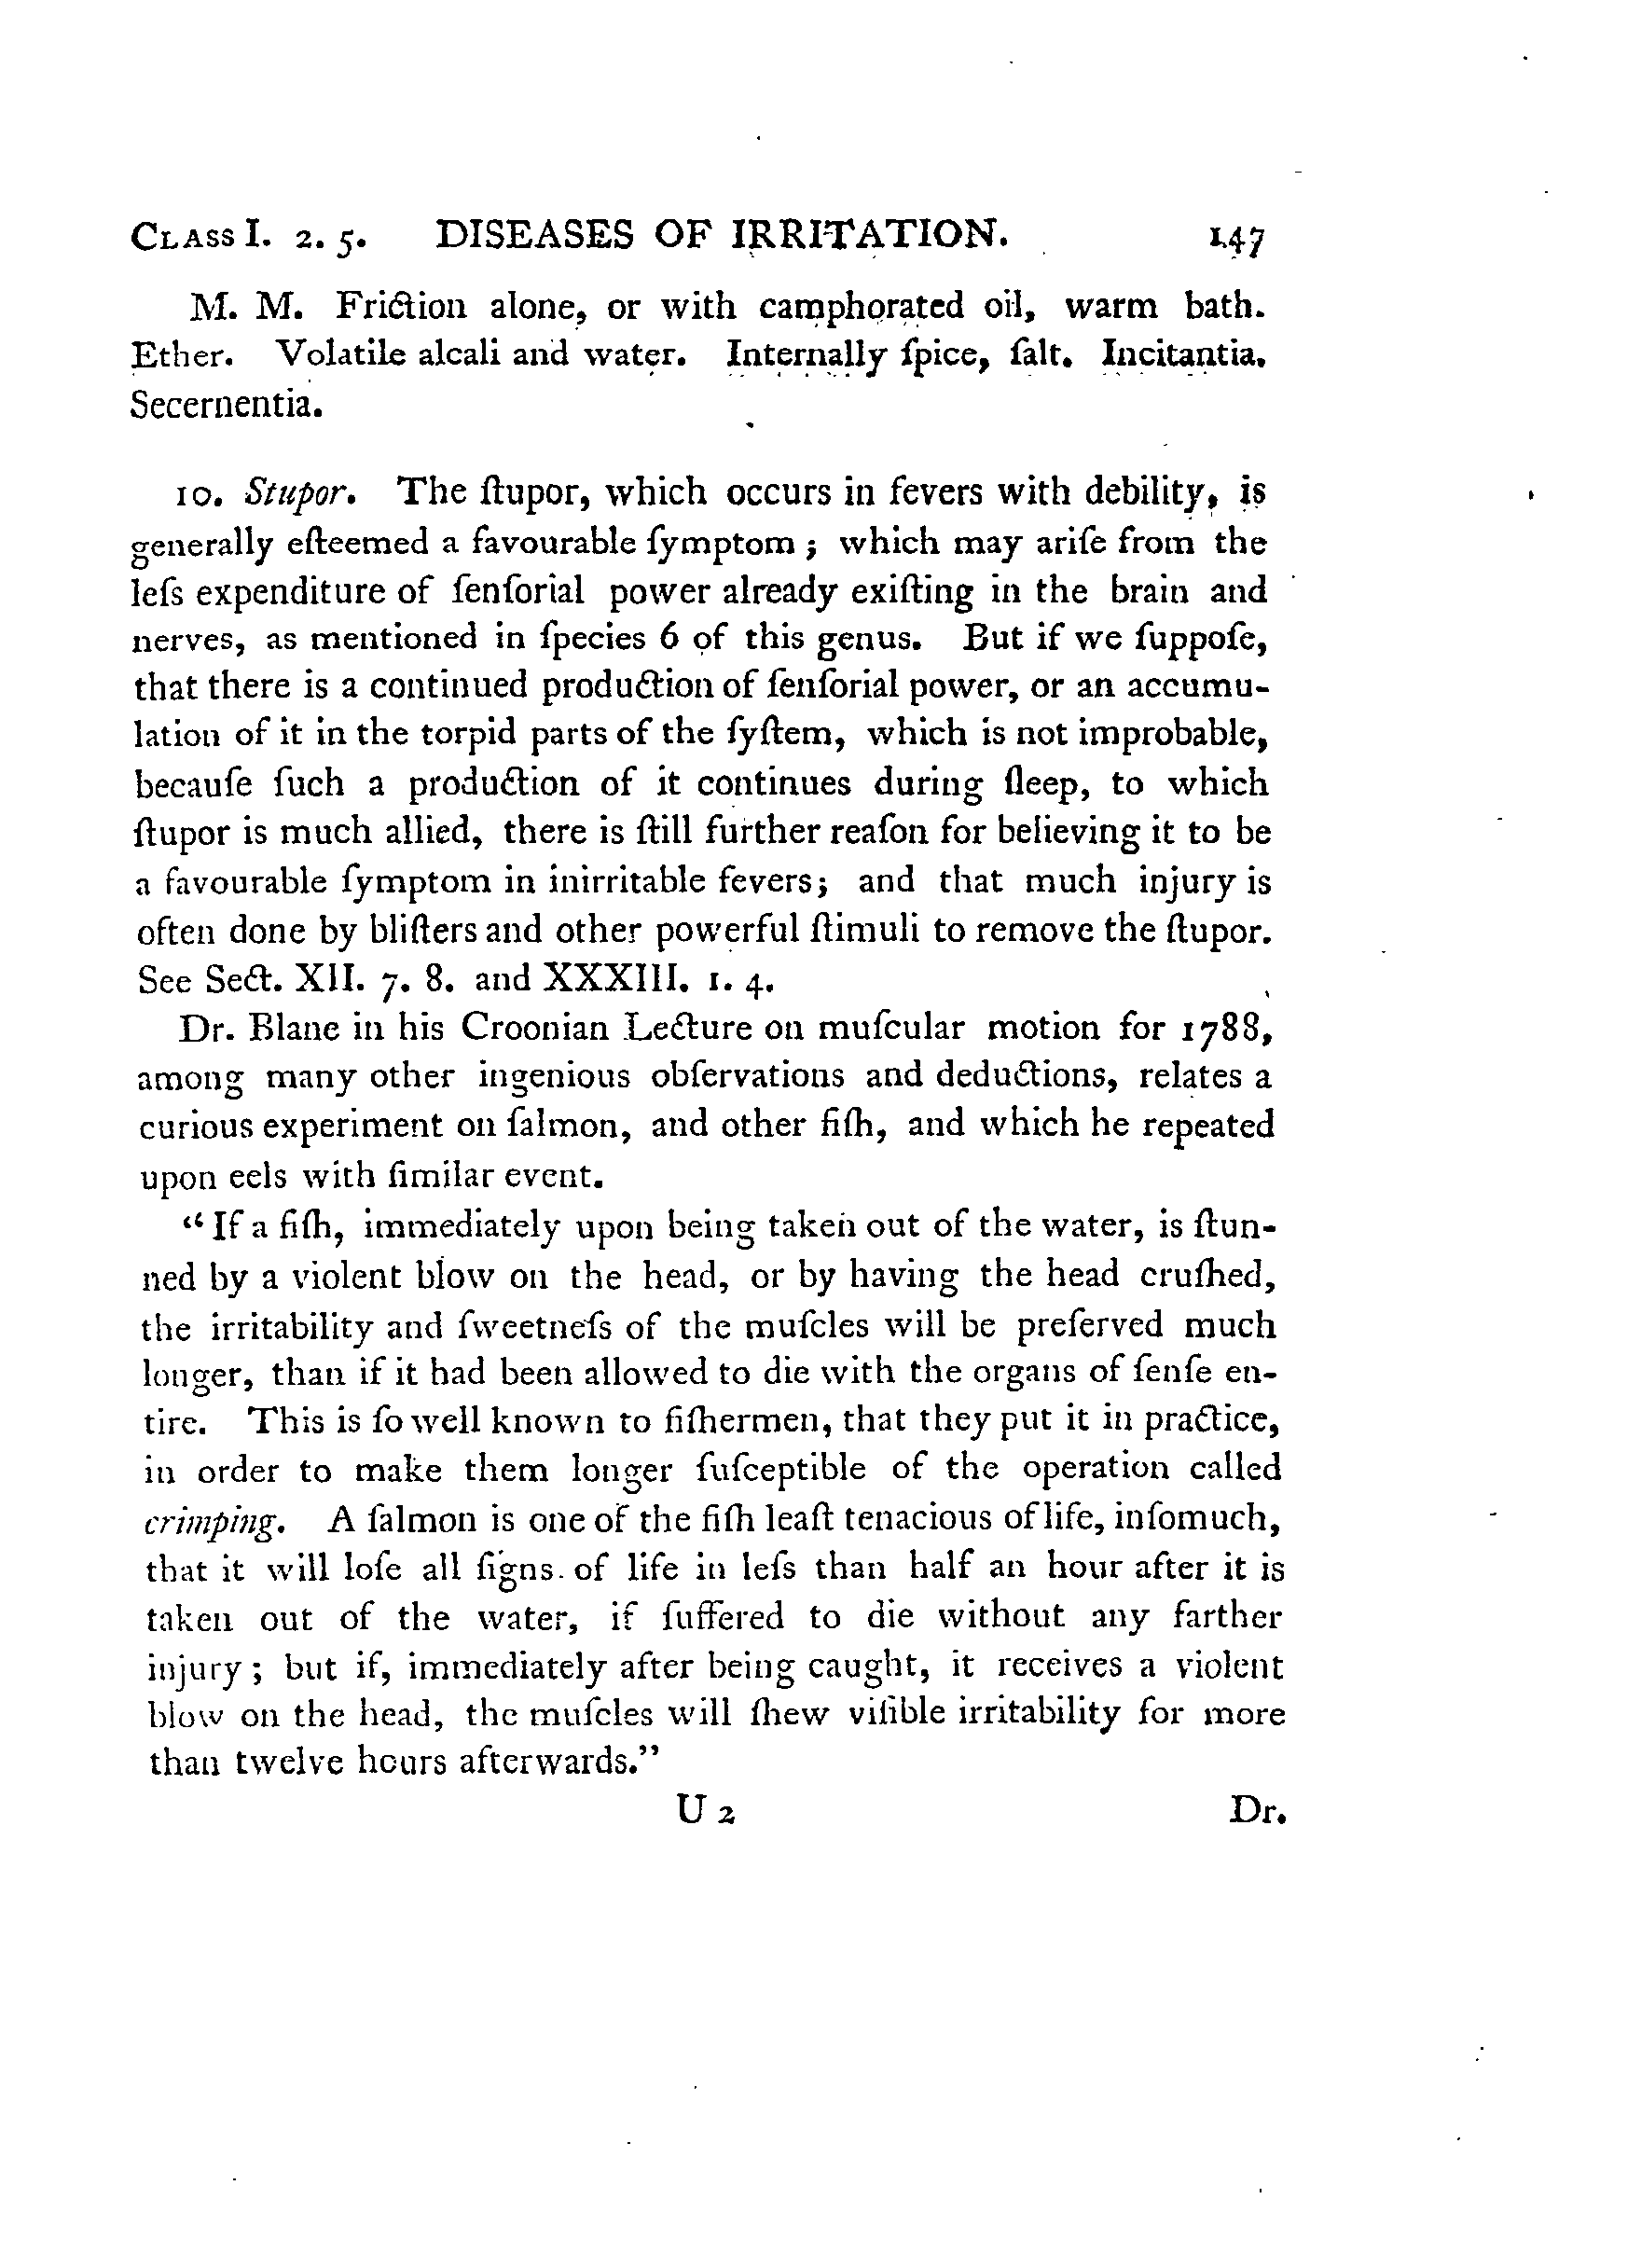 CLASS I. 2. 5. DISEASES OF IRRITATION. 147
M. M. Friction alone, or with camphorated oil, warm bath.
Ether. Volatile alcali and water. Internally ſpice, ſalt. Incitantia.
Secernentia.
10. Stupor. The ſtupor, which occurs in fevers with debility, is
generally eſteemed a favourable ſymptom; which may ariſe from the
leſs expenditure of ſenſorial power already exiſting in the brain and
nerves, as mentioned in ſpecies 6 of this genus. But if we ſuppoſe,
that there is a continued production of ſenſorial power, or an accumu-
lation of it in the torpid parts of the ſyſtem, which is not improbable,
becauſe ſuch a production of it continues during ſleep, to which
ſtupor is much allied, there is ſtill further reaſon for believing it to be
a favourable ſymptom in inirritable fevers; and that much injury is
often done by bliſters and other powerful ſtimuli to remove the ſtupor.
See Sect. XII. 7. 8. and XXXIII. 1. 4.
Dr. Blane in his Croonian Lecture on muſcular motion for 1788,
among many other ingenious obſervations and deductions, relates a
curious experiment on ſalmon, and other fiſh, and which he repeated
upon eels with ſimilar event.
"If a fiſh, immediately upon being taken out of the water, is ſtun-
ned by a violent blow on the head, or by having the head cruſhed,
the irritability and ſweetneſs of the muſcles will be preſerved much
longer, than if it had been allowed to die with the organs of ſenſe en-
tire. This is ſo well known to fiſhermen, that they put it in practice,
in order to make them longer ſuſceptible of the operation called
crimping. A ſalmon is one of the fiſh leaſt tenacious of life, inſomuch,
that it will loſe all ſigns of life in leſs than half an hour after it is
taken out of the water, if ſuffered to die without any farther
injury; but if, immediately after being caught, it receives a violent
blow on the head, the muſcles will ſhew viſible irritability for more
than twelve hours afterwards."
U 2 Dr.